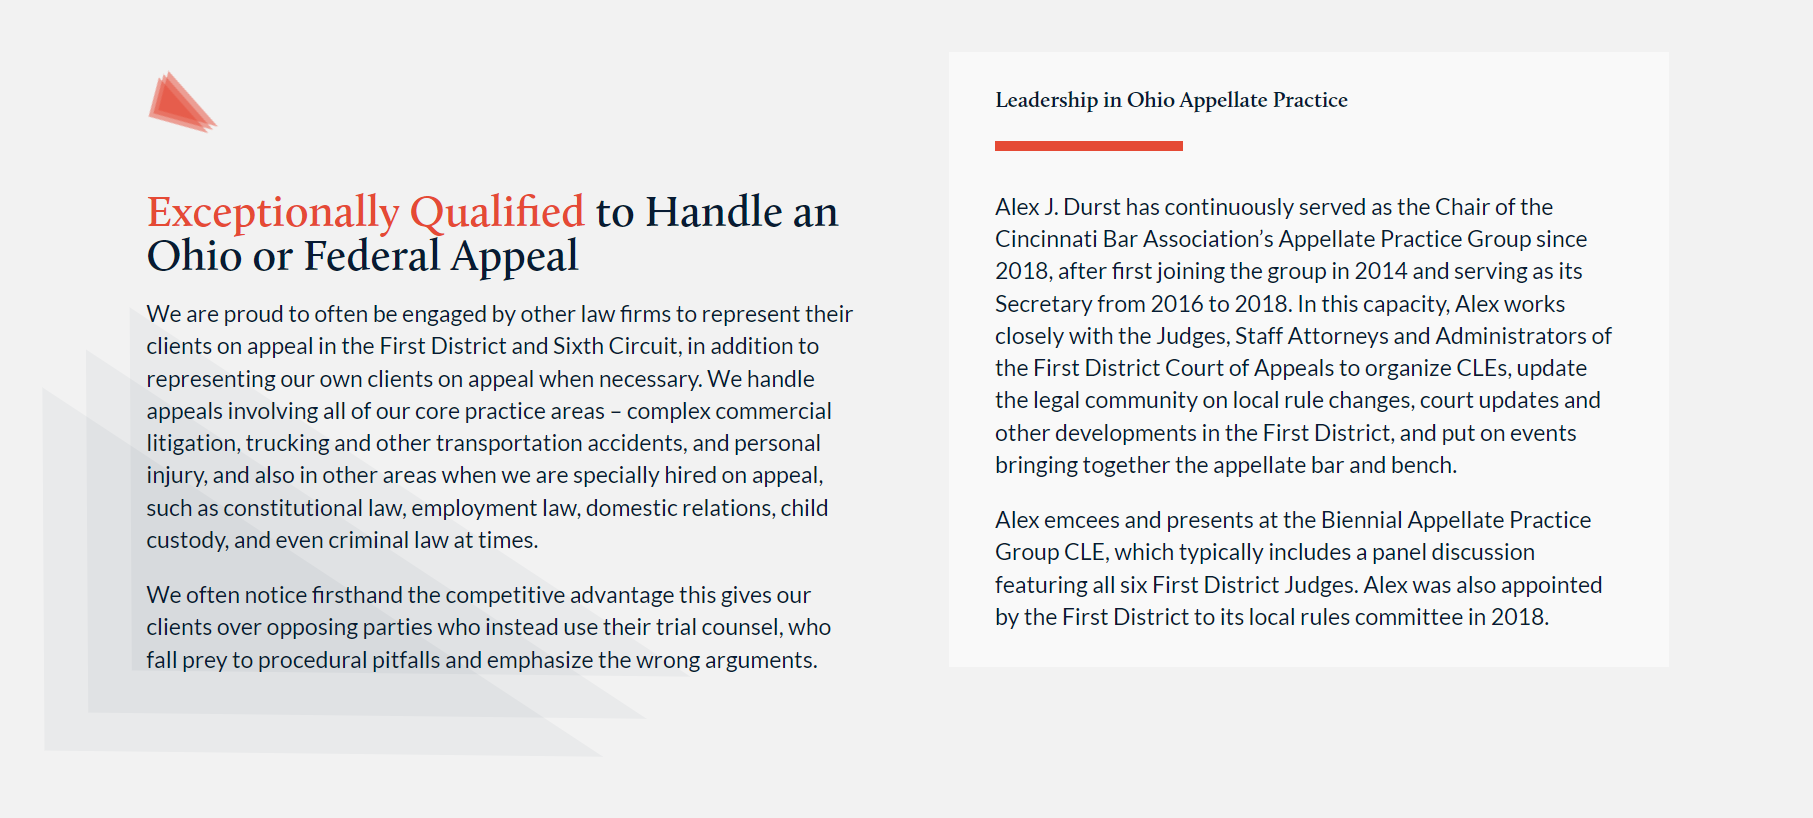 Exceptionally Qualified to Handle an
Ohio or Federal Appeal
We are proud to often be engaged by other law firms to represent their
clients on appeal in the First District and Sixth Circuit, in addition to
representing our own clients on appeal when necessary. We handle
appeals involving all of our core practice areas – complex commercial
litigation, trucking and other transportation accidents, and personal
injury, and also in other areas when we are specially hired on appeal,
such as constitutional law, employment law, domestic relations, child
custody, and even criminal law at times.
We often notice firsthand the competitive advantage this gives our
clients over opposing parties who instead use their trial counsel, who
fall prey to procedural pitfalls and emphasize the wrong arguments.
Leadership in Ohio Appellate Practice
Alex J. Durst has continuously served as the Chair of the
Cincinnati Bar Association’s Appellate Practice Group since
2018, after first joining the group in 2014 and serving as its
Secretary from 2016 to 2018. In this capacity, Alex works
closely with the Judges, Staff Attorneys and Administrators of
the First District Court of Appeals to organize CLEs, update
the legal community on local rule changes, court updates and
other developments in the First District, and put on events
bringing together the appellate bar and bench.
Alex emcees and presents at the Biennial Appellate Practice
Group CLE, which typically includes a panel discussion
featuring all six First District Judges. Alex was also appointed
by the First District to its local rules committee in 2018.